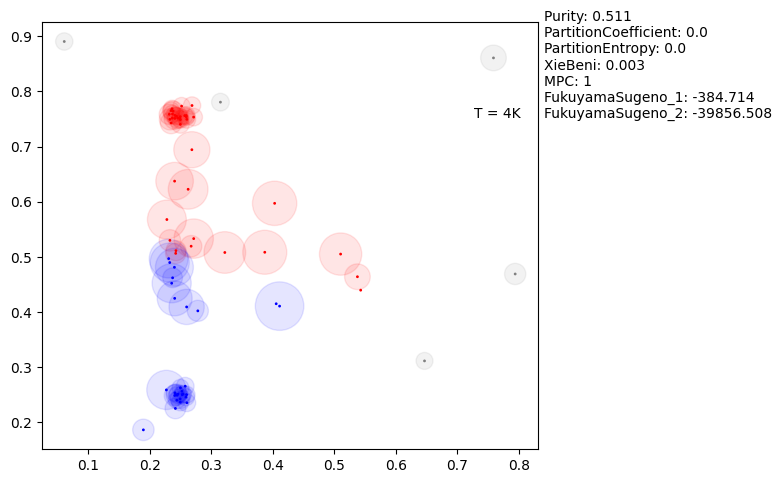 Purity: 0.511
PartitionCoefficient: 0.0
PartitionEntropy: 0.0
XieBeni: 0.003
MPC: 1
FukuyamaSugeno_1: -384.714
FukuyamaSugeno_2: -39856.508
T = 4K
0.9
0.8
0.7
0.6
0.5
0.4
0.3
0.2
0.1 0.2 0.3 0.4 0.5 0.6 0.7 0.8